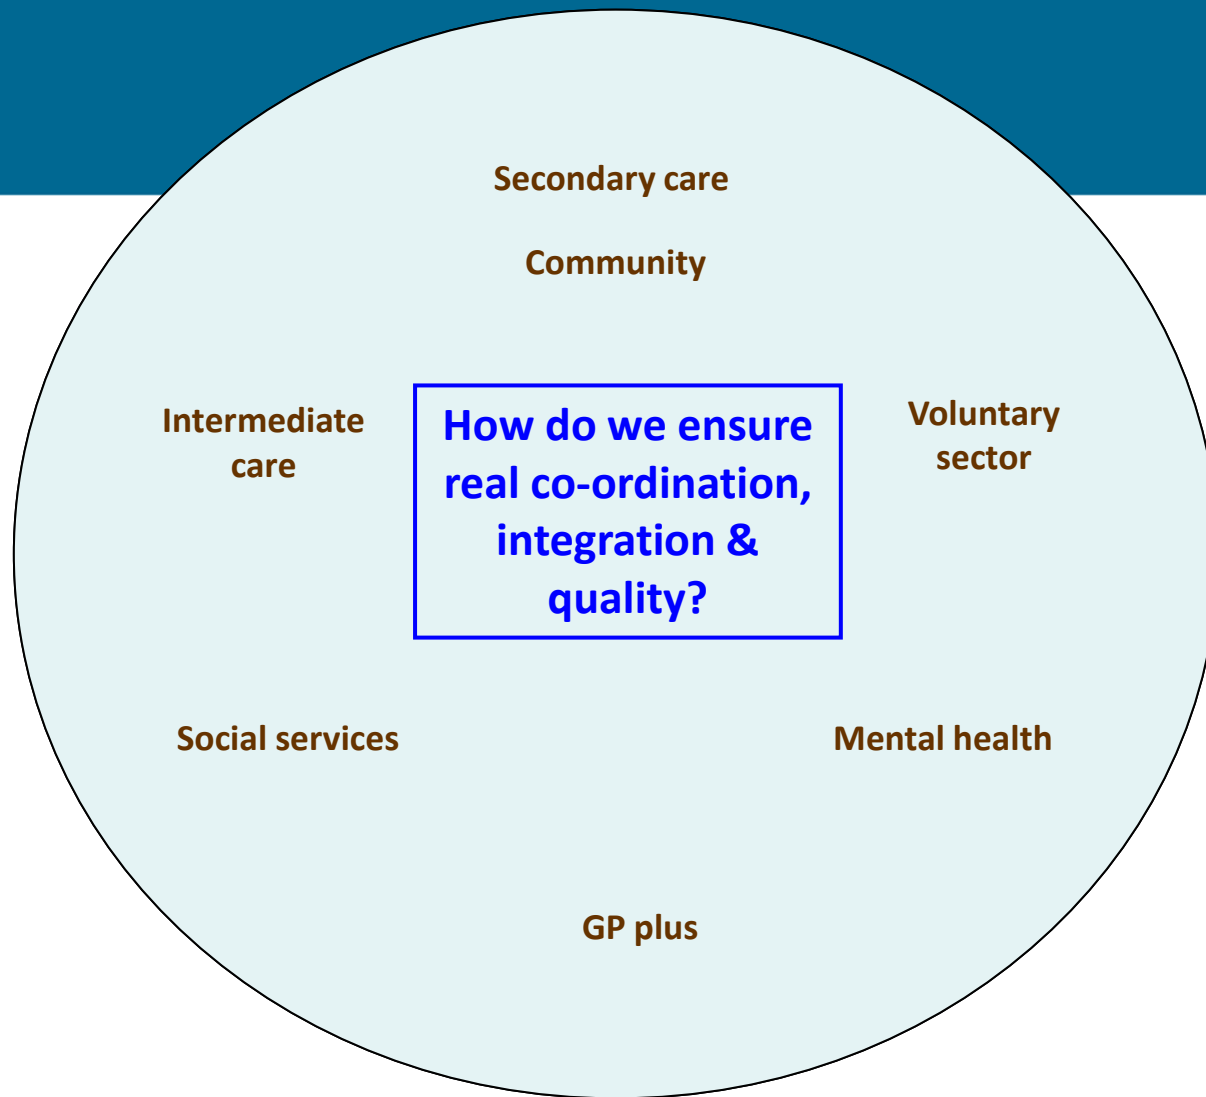 Secondary care
Community
Intermediate
care
How do we ensure
real co-ordination,
integration &
quality?
Voluntary
sector
Social services
Mental health
GP plus